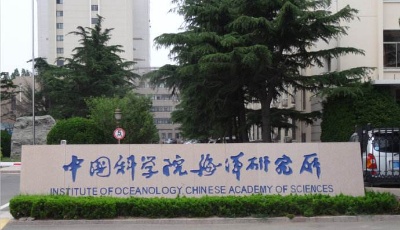 中国科学院海洋研究所
INSTITUTE OF OCEANOLOGY, CHINESE ACADEMY OF SCIENCES